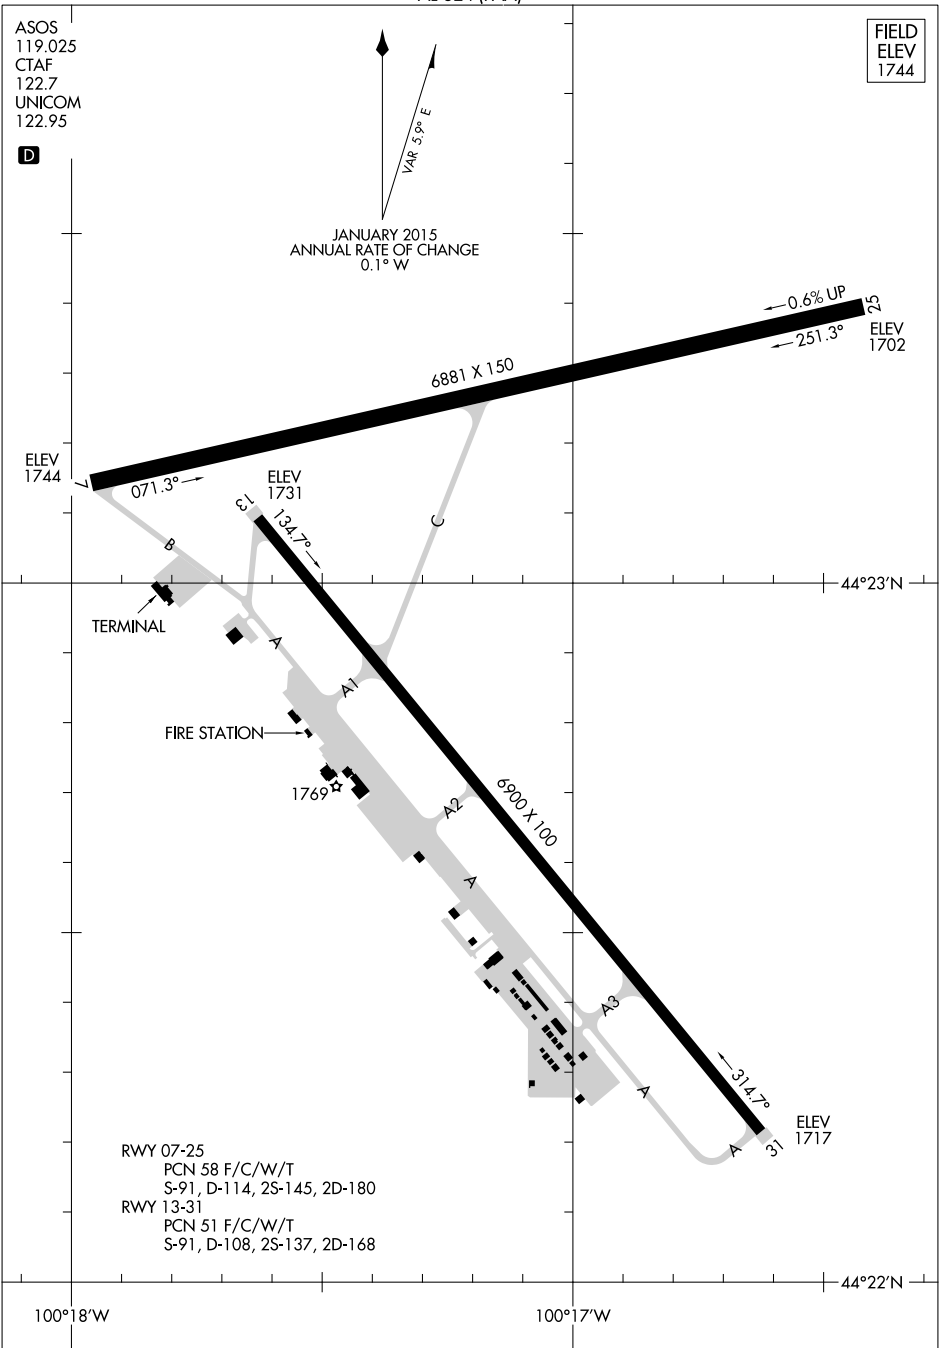 ASOS
119.025
CTAF
122.7
UNICOM
122.95
D
FIELD
ELEV
1744
VAR 5.9° E
JANUARY 2015
ANNUAL RATE OF CHANGE
0.1° W
0.6% UP
25
251.3°
ELEV
1702
6881 X 150
ELEV
1744
7
071.3°
ELEV
1731
13
134.7°
C
B
44°23'N
TERMINAL
A
A1
FIRE STATION
1769
6900 X 100
A2
A
A3
A
314.7°
ELEV
1717
A
31
RWY 07-25
PCN 58 F/C/W/T
S-91, D-114, 2S-145, 2D-180
RWY 13-31
PCN 51 F/C/W/T
S-91, D-108, 2S-137, 2D-168
44°22'N
100°18'W
100°17'W